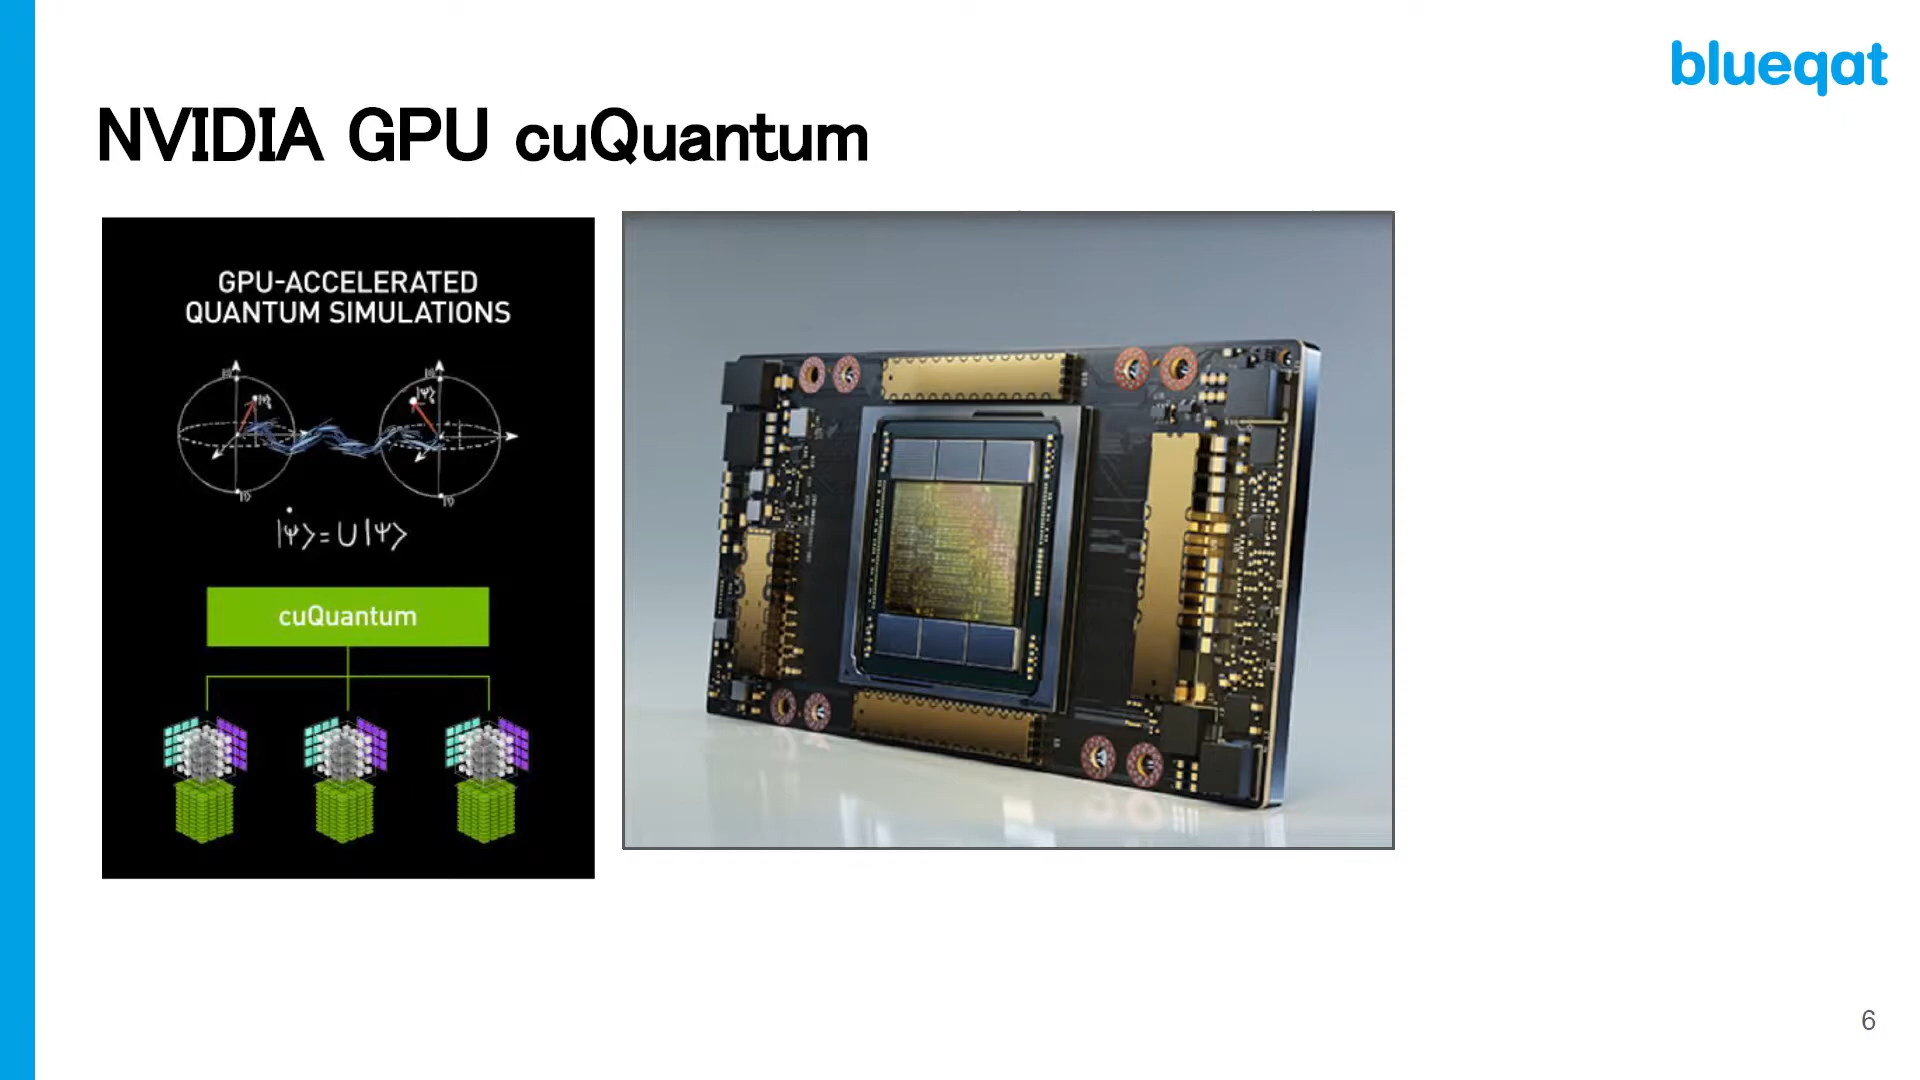 blueqat
NVIDIA GPU cuQuantum
GPU-ACCELERATED
QUANTUM SIMULATIONS
|ψ⟩
|ψ⟩
|ψ̇⟩=U|ψ⟩
cuQuantum
6